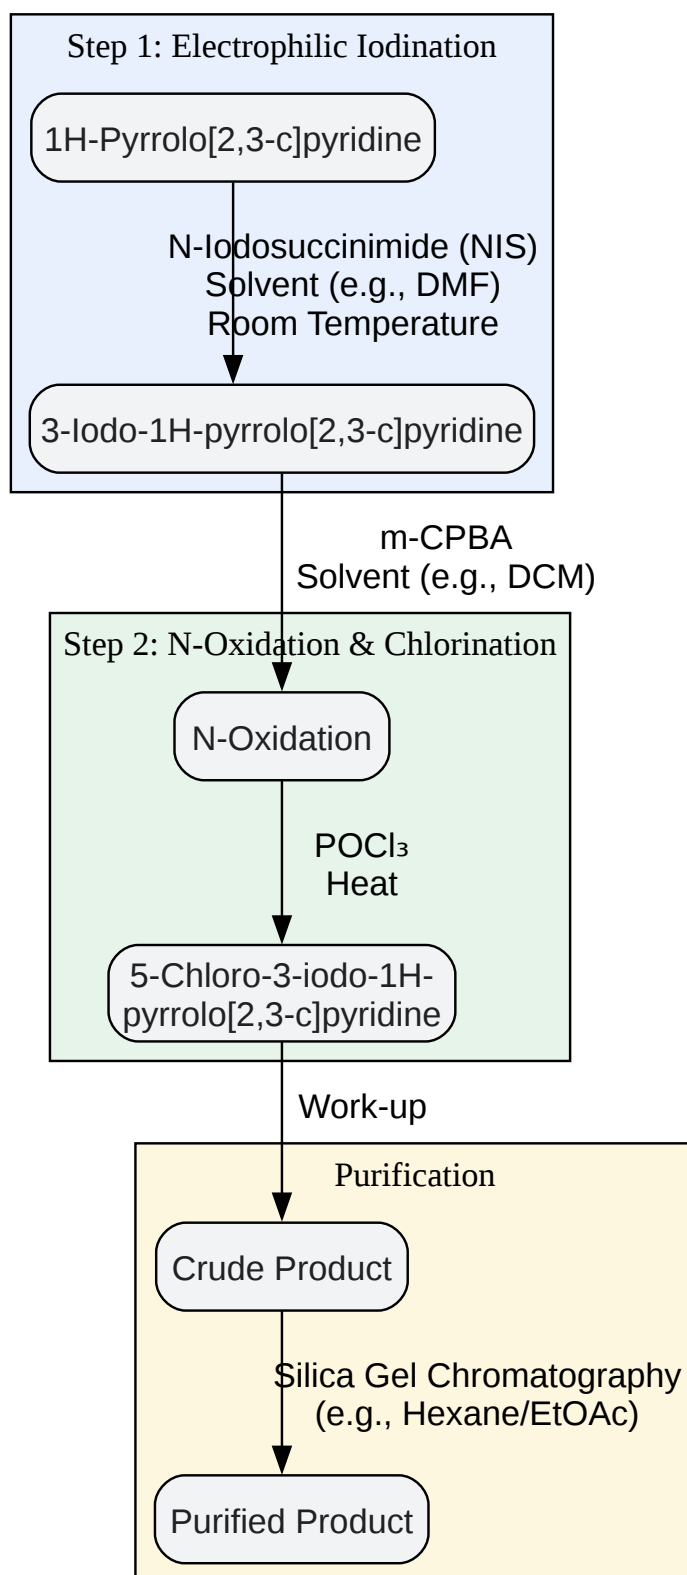 Step 1: Electrophilic Iodination
1H-Pyrrolo[2,3-c]pyridine
N-Iodosuccinimide (NIS)
Solvent (e.g., DMF)
Room Temperature
3-Iodo-1H-pyrrolo[2,3-c]pyridine
m-CPBA
Solvent (e.g., DCM)
Step 2: N-Oxidation & Chlorination
N-Oxidation
POCl₃
Heat
5-Chloro-3-iodo-1H-
pyrrolo[2,3-c]pyridine
Work-up
Purification
Crude Product
Silica Gel Chromatography
(e.g., Hexane/EtOAc)
Purified Product